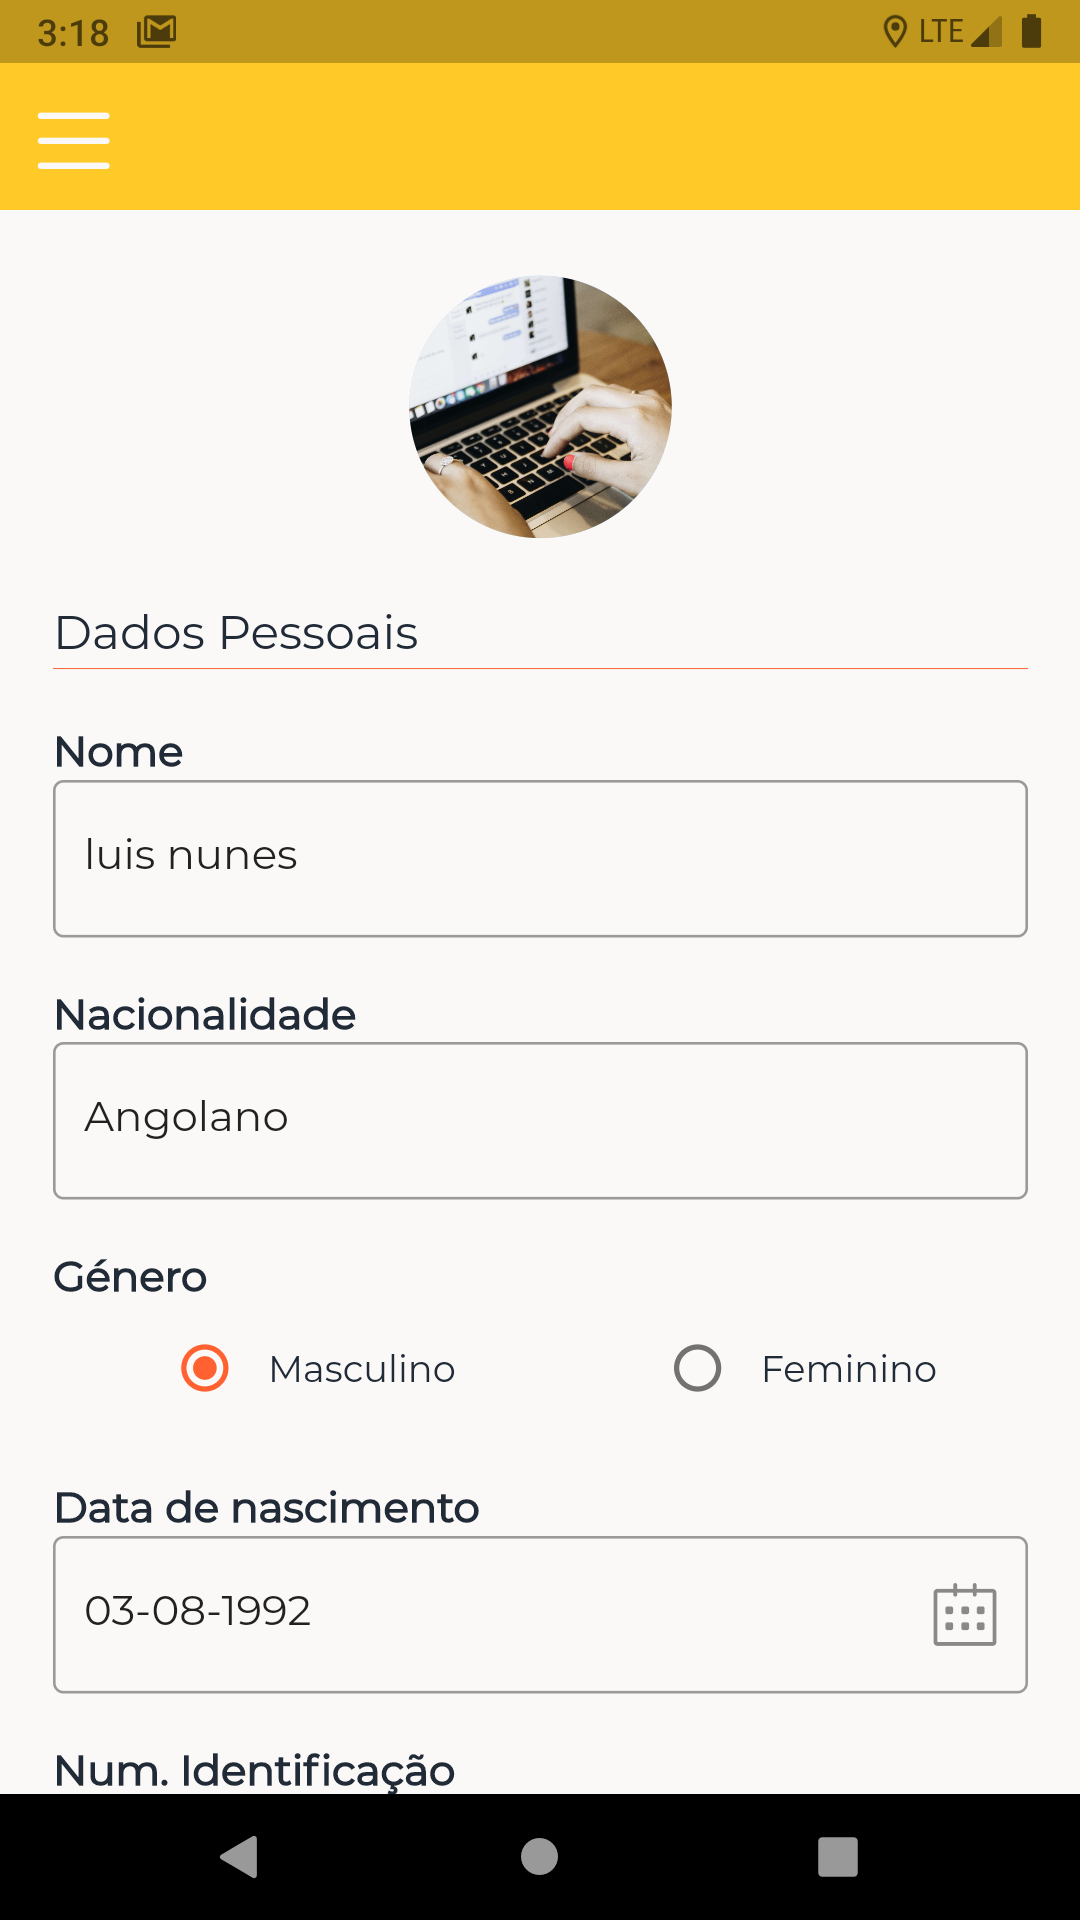 3:18
LTE
Dados Pessoais
Nome
luis nunes
Nacionalidade
Angolano
Género
Masculino
Feminino
Data de nascimento
03-08-1992
Num. Identificação